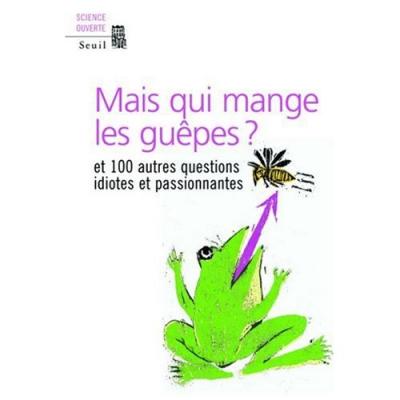 SCIENCE
OUVERTE
Seuil
Mais qui mange
les guêpes ?
et 100 autres questions
idiotes et passionnantes